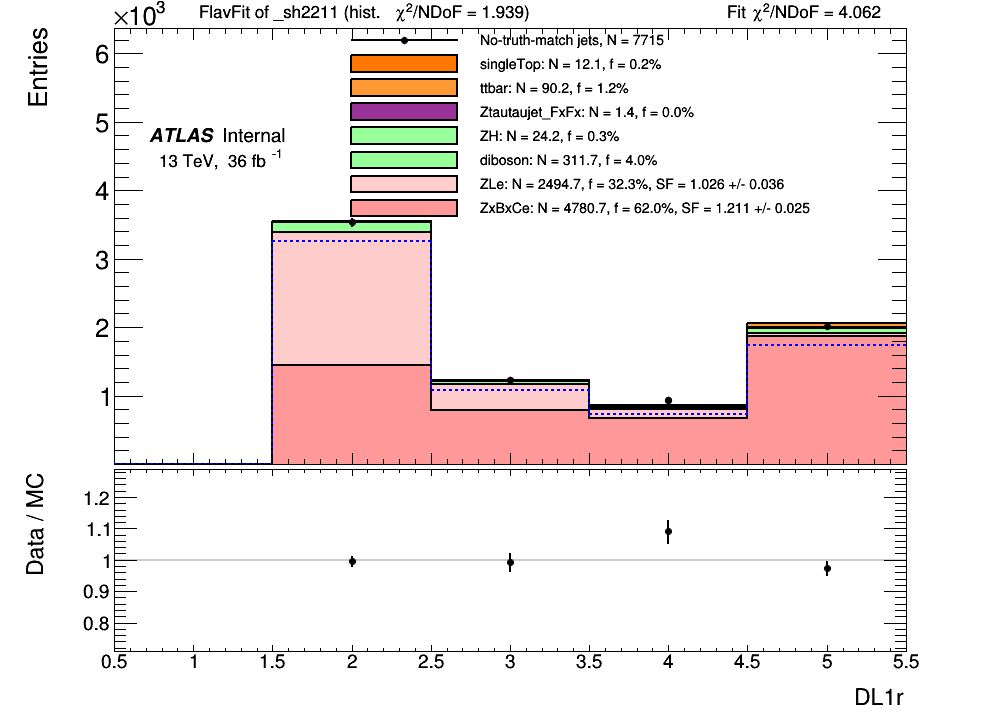 FlavFit of _sh2211 (hist. χ²/NDoF = 1.939) Fit χ²/NDoF = 4.062
×10³
Entries
No-truth-match jets, N = 7715
singleTop: N = 12.1, f = 0.2%
ttbar: N = 90.2, f = 1.2%
Ztautaujet_FxFx: N = 1.4, f = 0.0%
ZH: N = 24.2, f = 0.3%
diboson: N = 311.7, f = 4.0%
ZLe: N = 2494.7, f = 32.3%, SF = 1.026 +/- 0.036
ZxBxCe: N = 4780.7, f = 62.0%, SF = 1.211 +/- 0.025
ATLAS Internal
13 TeV, 36 fb ⁻¹
6
5
4
3
2
1
Data / MC
1.2
1.1
1
0.9
0.8
0.5 1 1.5 2 2.5 3 3.5 4 4.5 5 5.5
DL1r